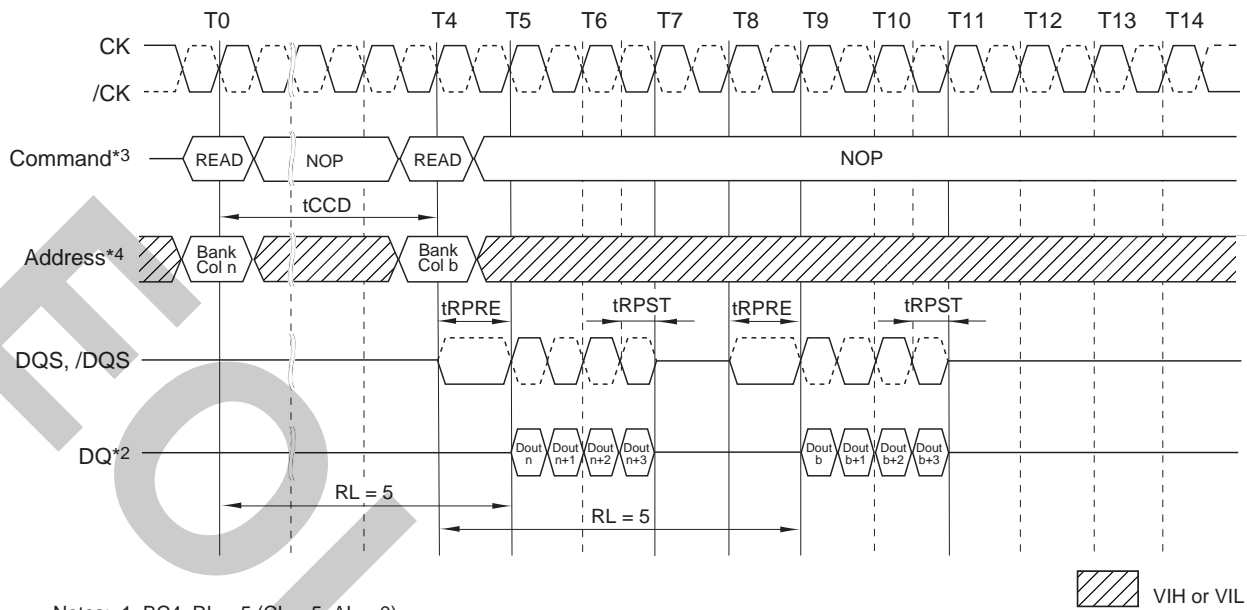 T0 T4 T5 T6 T7 T8 T9 T10 T11 T12 T13 T14
CK
/CK
Command*3 READ NOP READ NOP
tCCD
Address*4 Bank Col n Bank Col b
tRPRE tRPST tRPRE tRPST
DQS, /DQS
DQ*2 Dout n Dout n+1 Dout n+2 Dout n+3 Dout b Dout b+1 Dout b+2 Dout b+3
RL = 5
RL = 5
VIH or VIL
Notes: 1. BC4, RL = 5 (CL = 5, AL = 0)